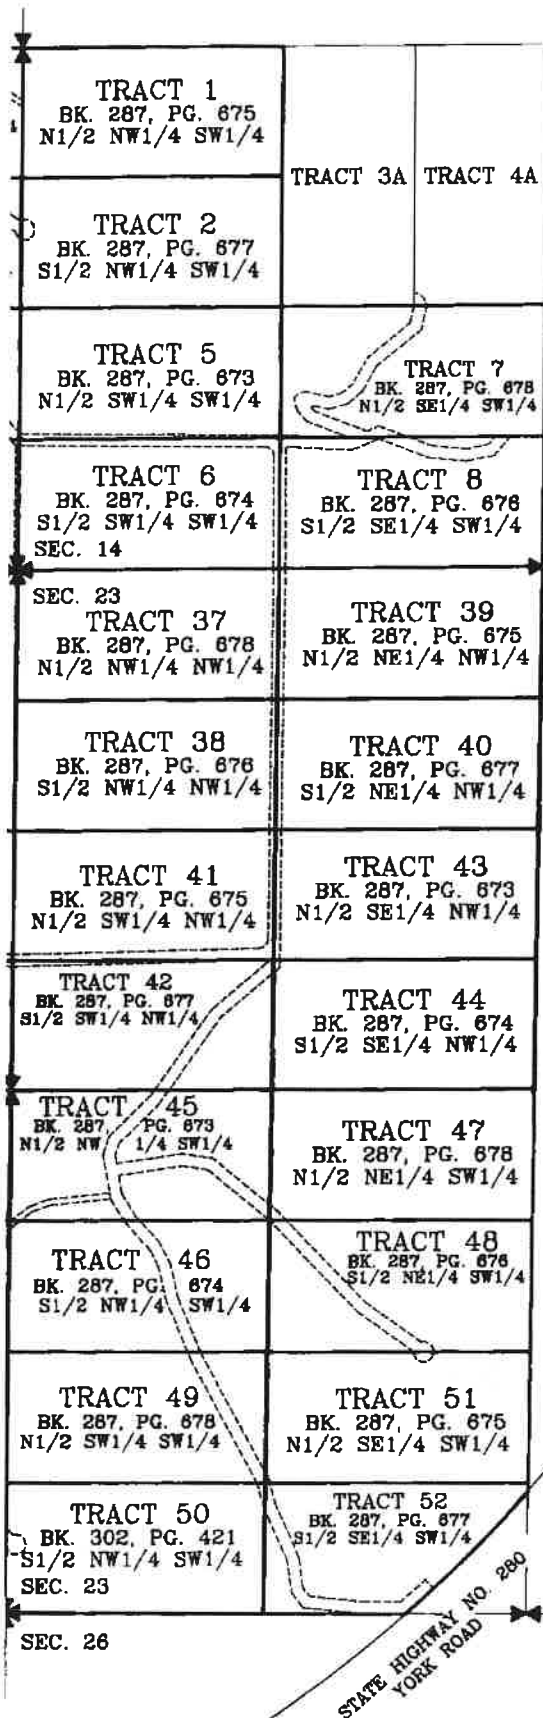 TRACT 1
BK. 287, PG. 675
N1/2 NW1/4 SW1/4
TRACT 3A
TRACT 4A
TRACT 2
BK. 287, PG. 677
S1/2 NW1/4 SW1/4
TRACT 5
BK. 287, PG. 673
N1/2 SW1/4 SW1/4
TRACT 7
BK. 287, PG. 678
N1/2 SE1/4 SW1/4
TRACT 6
BK. 287, PG. 674
S1/2 SW1/4 SW1/4
SEC. 14
TRACT 8
BK. 287, PG. 676
S1/2 SE1/4 SW1/4
SEC. 23
TRACT 37
BK. 287, PG. 678
N1/2 NW1/4 NW1/4
TRACT 39
BK. 287, PG. 675
N1/2 NE1/4 NW1/4
TRACT 38
BK. 287, PG. 676
S1/2 NW1/4 NW1/4
TRACT 40
BK. 287, PG. 677
S1/2 NE1/4 NW1/4
TRACT 41
BK. 287, PG. 675
N1/2 SW1/4 NW1/4
TRACT 43
BK. 287, PG. 673
N1/2 SE1/4 NW1/4
TRACT 42
BK. 287, PG. 677
S1/2 SW1/4 NW1/4
TRACT 44
BK. 287, PG. 674
S1/2 SE1/4 NW1/4
TRACT 45
BK. 287, PG. 673
N1/2 NW 1/4 SW1/4
TRACT 47
BK. 287, PG. 678
N1/2 NE1/4 SW1/4
TRACT 46
BK. 287, PG. 674
S1/2 NW1/4 SW1/4
TRACT 48
BK. 287, PG. 676
S1/2 NE1/4 SW1/4
TRACT 49
BK. 287, PG. 678
N1/2 SW1/4 SW1/4
TRACT 51
BK. 287, PG. 675
N1/2 SE1/4 SW1/4
TRACT 50
BK. 302, PG. 421
S1/2 NW1/4 SW1/4
SEC. 23
TRACT 52
BK. 287, PG. 677
S1/2 SE1/4 SW1/4
SEC. 26
STATE HIGHWAY NO. 280
YORK ROAD